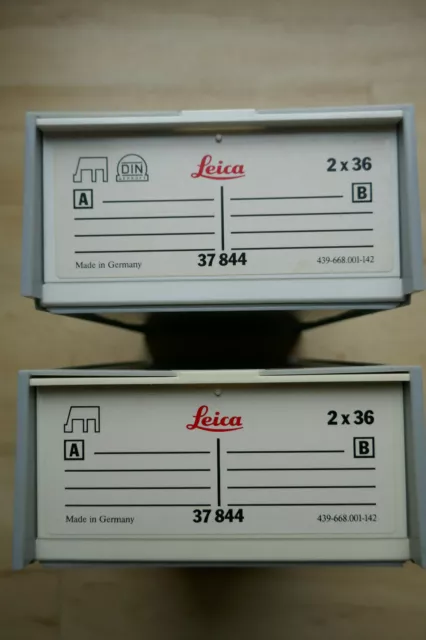 DIN Leica 2 x 36
A B
Made in Germany 37 844 439-668.001-142
Leica 2 x 36
A B
Made in Germany 37 844 439-668.001-142